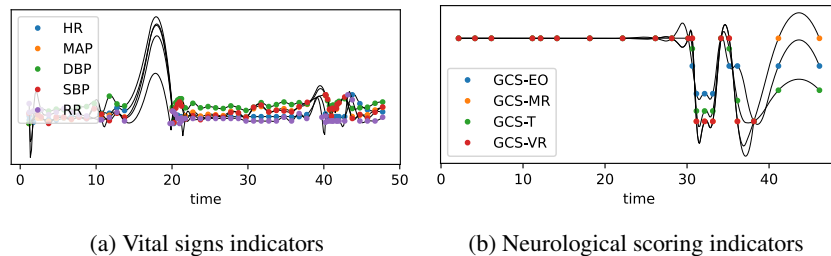 HR
MAP
DBP
SBP
RR
0 10 20 30 40 50
time
GCS-EO
GCS-MR
GCS-T
GCS-VR
0 10 20 30 40
time
(a) Vital signs indicators
(b) Neurological scoring indicators